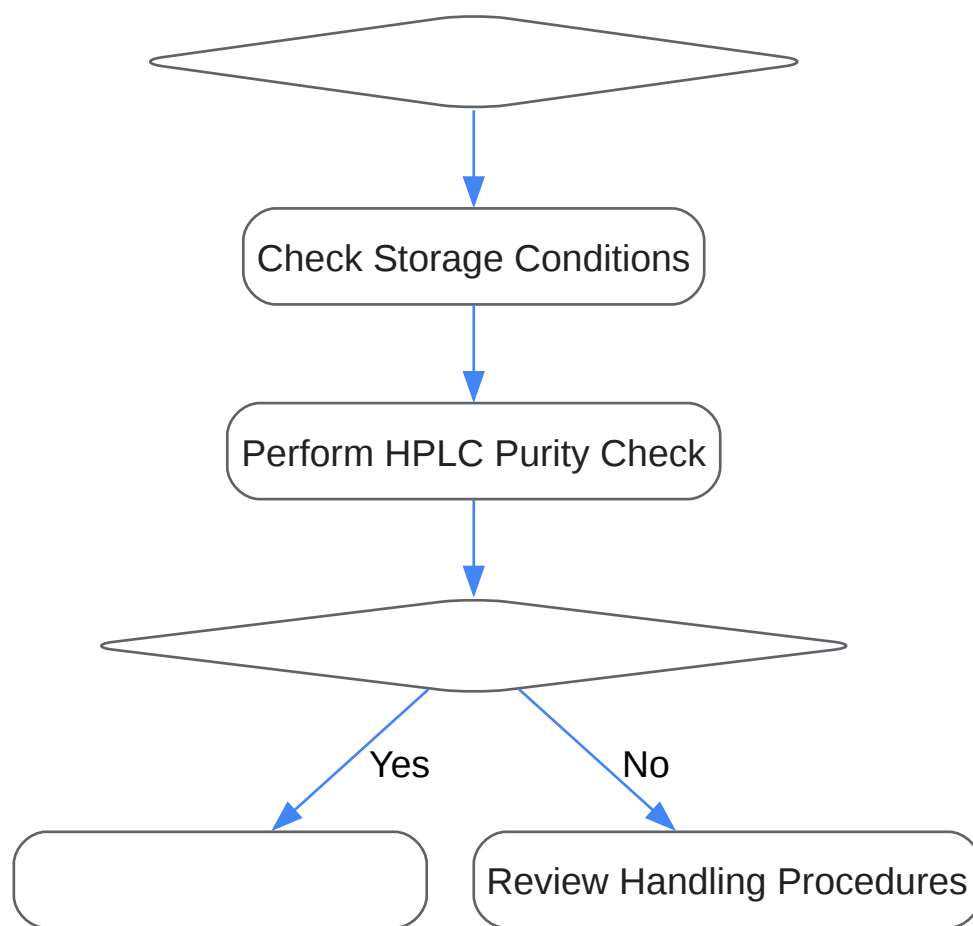 Check Storage Conditions
Perform HPLC Purity Check
Yes
No
Review Handling Procedures